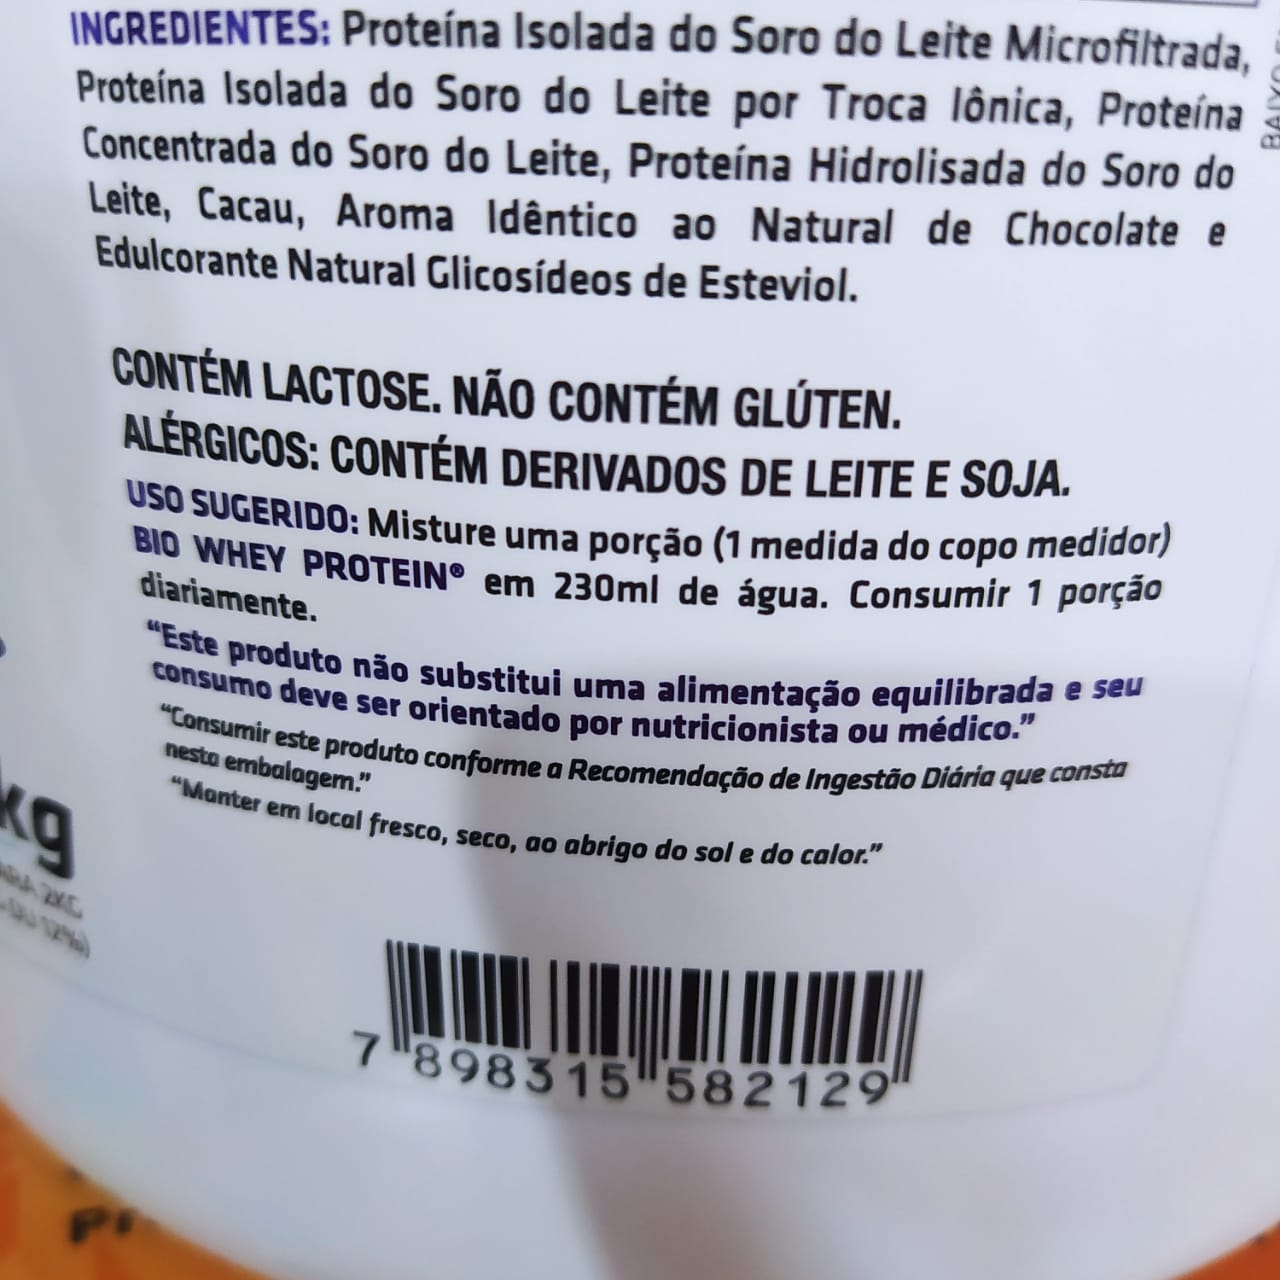 INGREDIENTES: Proteína Isolada do Soro do Leite Microfiltrada,
Proteína Isolada do Soro do Leite por Troca Iônica, Proteína
Concentrada do Soro do Leite, Proteína Hidrolisada do Soro do
Leite, Cacau, Aroma Idêntico ao Natural de Chocolate e
Edulcorante Natural Glicosídeos de Esteviol.
CONTÉM LACTOSE. NÃO CONTÉM GLÚTEN.
ALÉRGICOS: CONTÉM DERIVADOS DE LEITE E SOJA.
USO SUGERIDO: Misture uma porção (1 medida do copo medidor)
BIO WHEY PROTEIN® em 230ml de água. Consumir 1 porção
diariamente.
“Este produto não substitui uma alimentação equilibrada e seu
consumo deve ser orientado por nutricionista ou médico.”
“Consumir este produto conforme a Recomendação de Ingestão Diária que consta
nesta embalagem.”
“Manter em local fresco, seco, ao abrigo do sol e do calor.”
kg
2KG
12%)
7 898315 582129